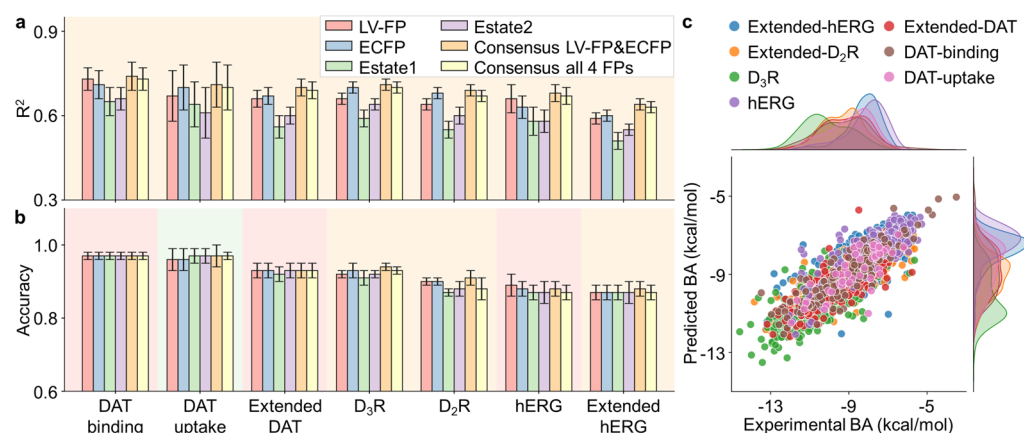 a
LV-FP
ECFP
Estate1
Estate2
Consensus LV-FP&ECFP
Consensus all 4 FPs
R²
0.9
0.6
0.3
b
Accuracy
1.0
0.8
0.6
DAT
binding
DAT
uptake
Extended
DAT
D₃R
D₂R
hERG
Extended
hERG
c
Extended-hERG
Extended-D₂R
D₃R
hERG
Extended-DAT
DAT-binding
DAT-uptake
Predicted BA (kcal/mol)
-5
-9
-13
-13
-9
-5
Experimental BA (kcal/mol)